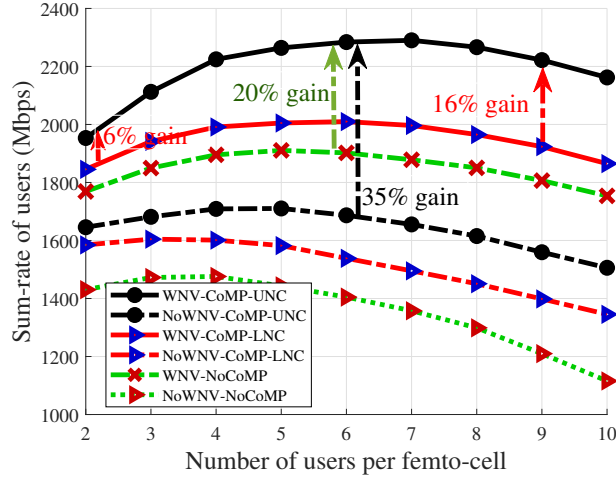 Sum-rate of users (Mbps)
2400
2200
2000
1800
1600
1400
1200
1000
20% gain
16% gain
6% gain
35% gain
WNV-CoMP-UNC
NoWNV-CoMP-UNC
WNV-CoMP-LNC
NoWNV-CoMP-LNC
WNV-NoCoMP
NoWNV-NoCoMP
2 3 4 5 6 7 8 9 10
Number of users per femto-cell